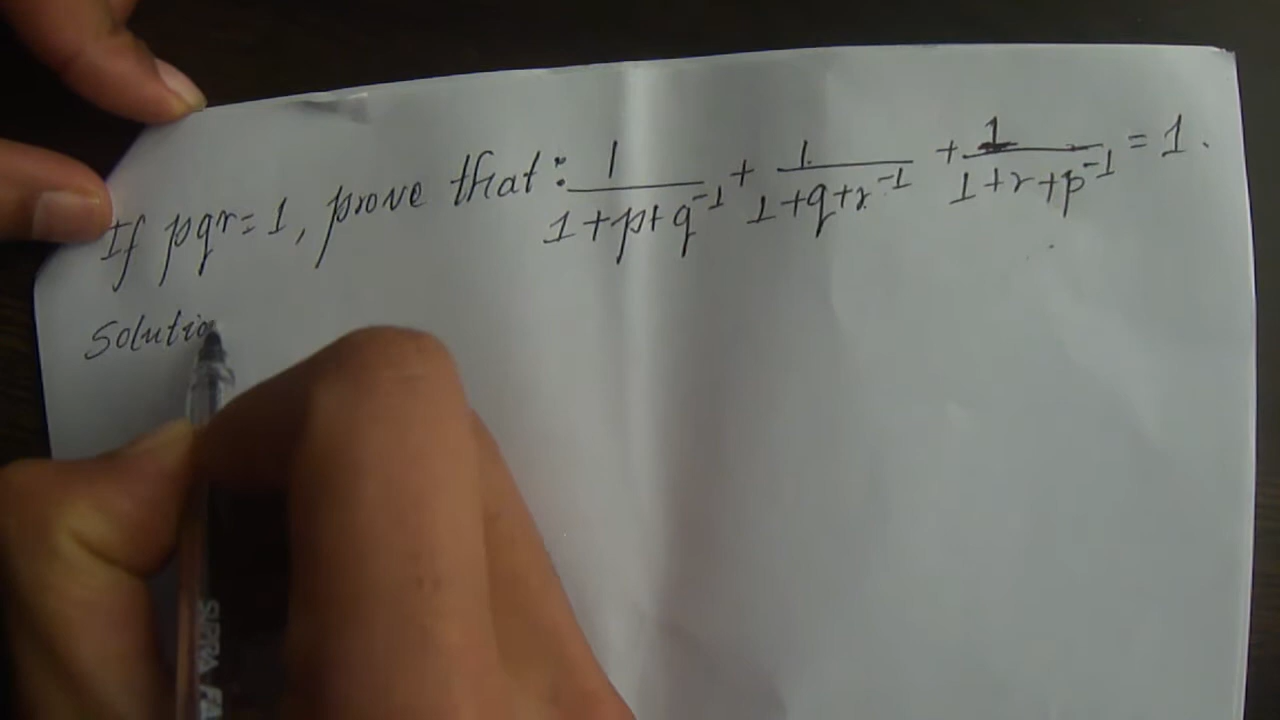 If pqr=1, prove that: 1/(1+p+q⁻¹) + 1/(1+q+r⁻¹) + 1/(1+r+p⁻¹) = 1.
Solutio